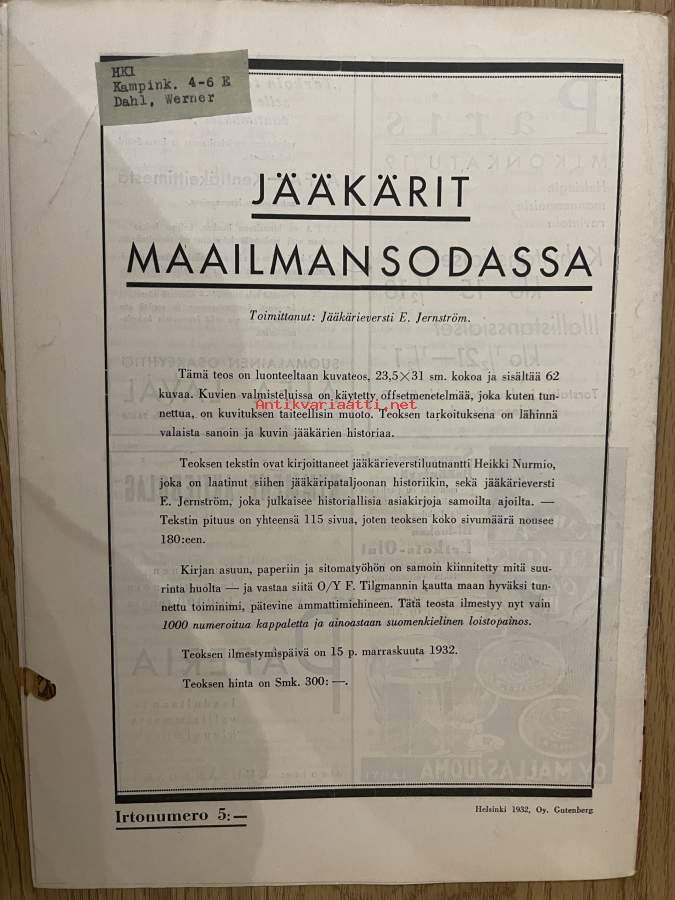 HKI
Kampink. 4-6 E
Dahl, Werner
JÄÄKÄRIT
MAAILMANSODASSA
Toimittanut: Jääkärieversti E. Jernström.
Tämä teos on luonteeltaan kuvateos, 23,5×31 sm. kokoa ja sisältää 62
kuvaa. Kuvien valmisteluissa on käytetty offsetmenetelmää, joka kuten tun-
Antikvariaatti.net
nettua, on kuvituksen taiteellisin muoto. Teoksen tarkoituksena on lähinnä
valaista sanoin ja kuvin jääkärien historiaa.
Teoksen tekstin ovat kirjoittaneet jääkärieverstiluutnantti Heikki Nurmio,
joka on laatinut siihen jääkäripataljoonan historiikin, sekä jääkärieversti
E. Jernström, joka julkaisee historiallisia asiakirjoja samoilta ajoilta. —
Tekstin pituus on yhteensä 115 sivua, joten teoksen koko sivumäärä nousee
180:een.
Kirjan asuun, paperiin ja sitomatyöhön on samoin kiinnitetty mitä suu-
rinta huolta — ja vastaa siitä O/Y F. Tilgmannin kautta maan hyväksi tun-
nettu toiminimi, pätevine ammattimiehineen. Tätä teosta ilmestyy nyt vain
1000 numeroitua kappaletta ja ainoastaan suomenkielinen loistopainos.
Teoksen ilmestymispäivä on 15 p. marraskuuta 1932.
Teoksen hinta on Smk. 300: —.
Irtonumero 5:—
Helsinki 1932, Oy. Gutenberg